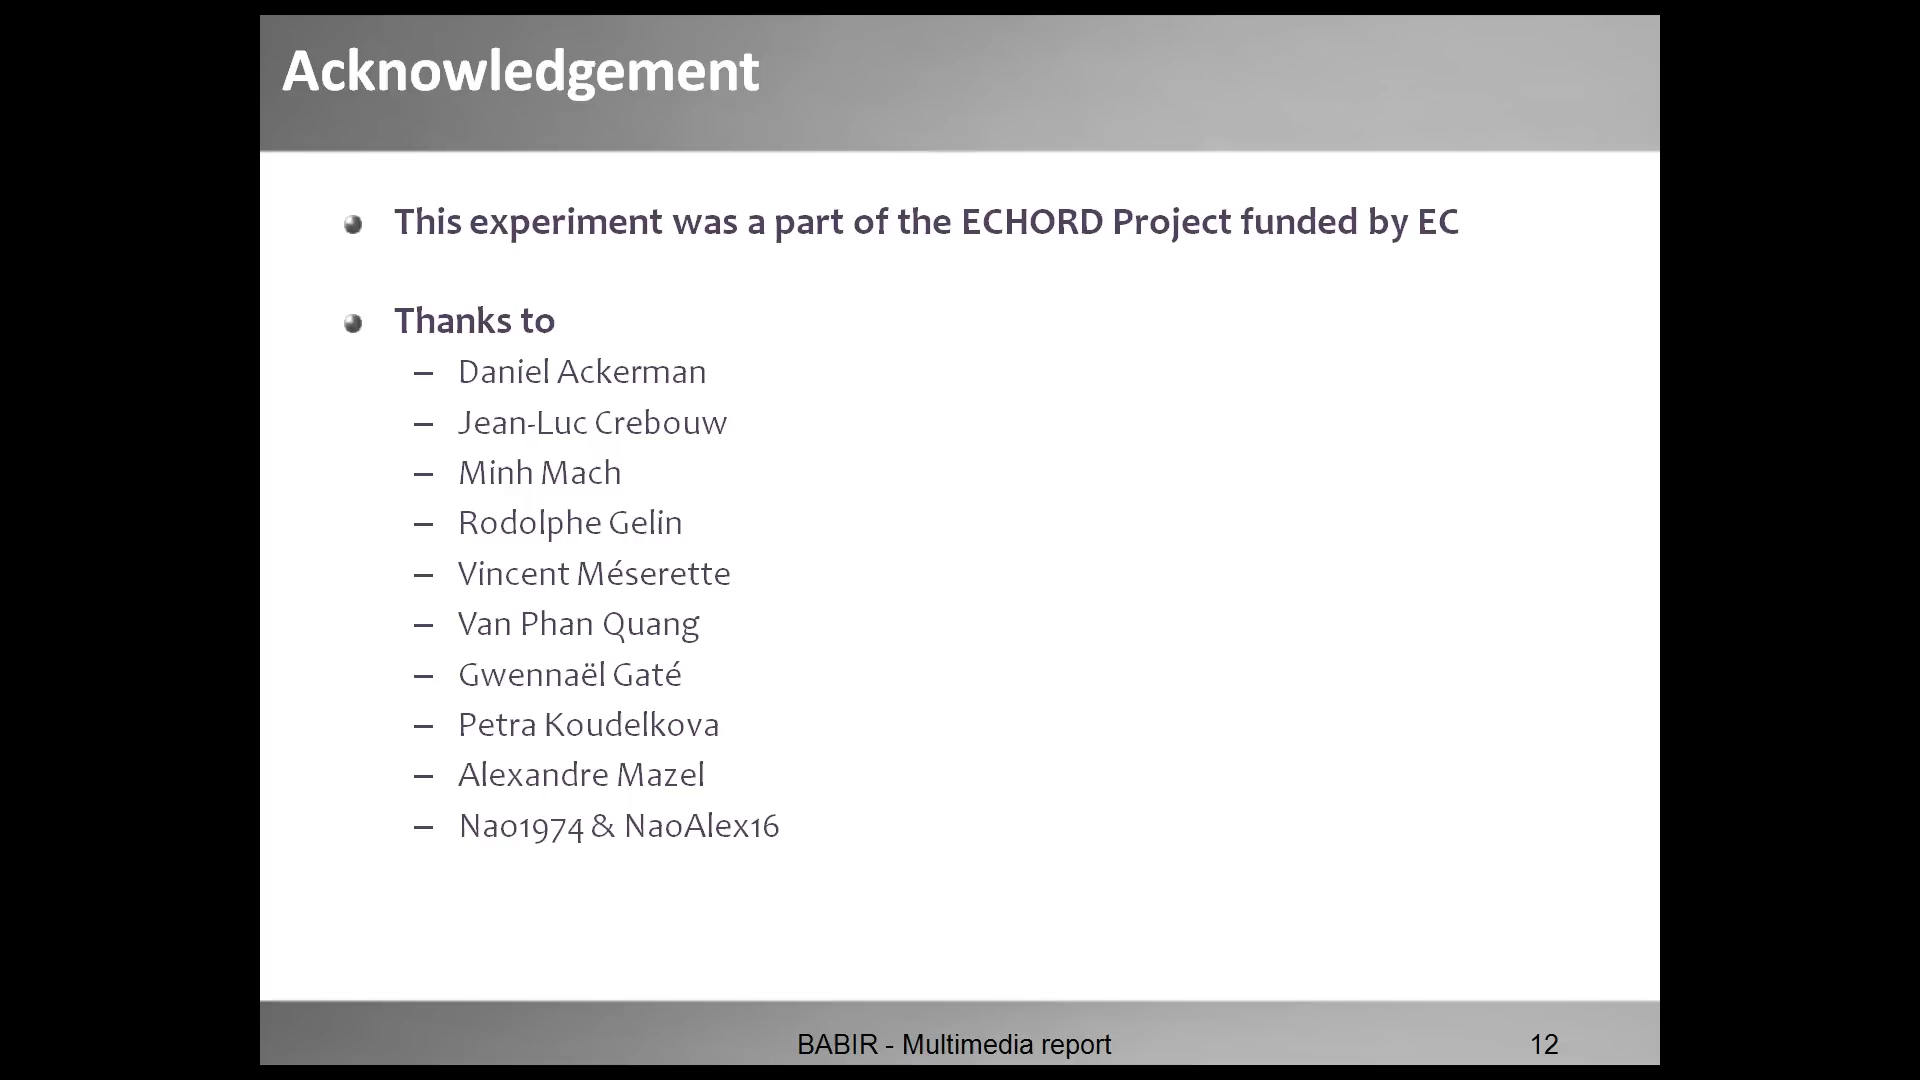 Acknowledgement
This experiment was a part of the ECHORD Project funded by EC
Thanks to
– Daniel Ackerman
– Jean-Luc Crebouw
– Minh Mach
– Rodolphe Gelin
– Vincent Méserette
– Van Phan Quang
– Gwennaël Gaté
– Petra Koudelkova
– Alexandre Mazel
– Nao1974 & NaoAlex16
BABIR - Multimedia report
12